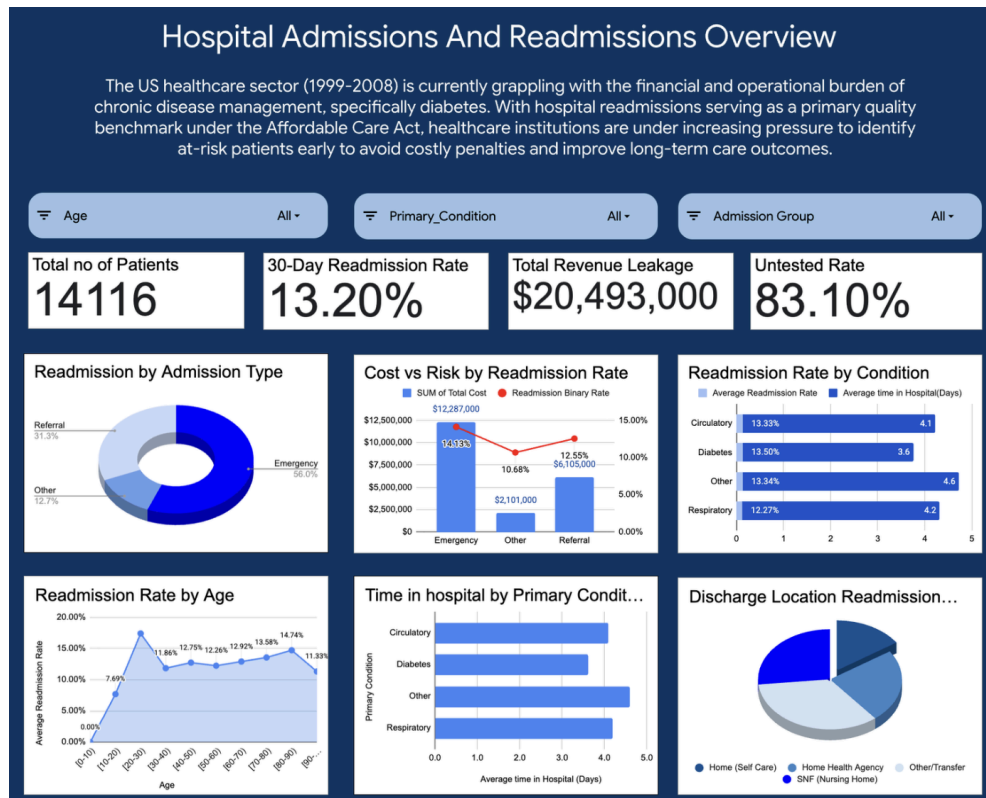 Hospital Admissions And Readmissions Overview
The US healthcare sector (1999-2008) is currently grappling with the financial and operational burden of
chronic disease management, specifically diabetes. With hospital readmissions serving as a primary quality
benchmark under the Affordable Care Act, healthcare institutions are under increasing pressure to identify
at-risk patients early to avoid costly penalties and improve long-term care outcomes.
Age All
Primary_Condition All
Admission Group All
Total no of Patients
14116
30-Day Readmission Rate
13.20%
Total Revenue Leakage
$20,493,000
Untested Rate
83.10%
Readmission by Admission Type
Referral
31.3%
Emergency
56.0%
Other
12.7%
Cost vs Risk by Readmission Rate
SUM of Total Cost Readmission Binary Rate
$12,287,000
$12,500,000 15.00%
14.13%
$10,000,000 10.00%
12.55%
$7,500,000
10.68% $6,105,000
$5,000,000 5.00%
$2,101,000
$2,500,000
$0 0.00%
Emergency Other Referral
Readmission Rate by Condition
Average Readmission Rate Average time in Hospital(Days)
Circulatory 13.33% 4.1
Diabetes 13.50% 3.6
Other 13.34% 4.6
Respiratory 12.27% 4.2
0 1 2 3 4 5
Readmission Rate by Age
Average Readmission Rate
20.00%
15.00%
10.00%
5.00%
0.00%
0.00% 7.69% 11.86% 12.75% 12.26% 12.92% 13.58% 14.74% 11.33%
[0-10) [10-20) [20-30) [30-40) [40-50) [50-60) [60-70) [70-80) [80-90) [90-...
Age
Time in hospital by Primary Condit...
Primary Condition
Circulatory
Diabetes
Other
Respiratory
0.0 1.0 2.0 3.0 4.0 5.0
Average time in Hospital (Days)
Discharge Location Readmission...
Home (Self Care) Home Health Agency Other/Transfer
SNF (Nursing Home)